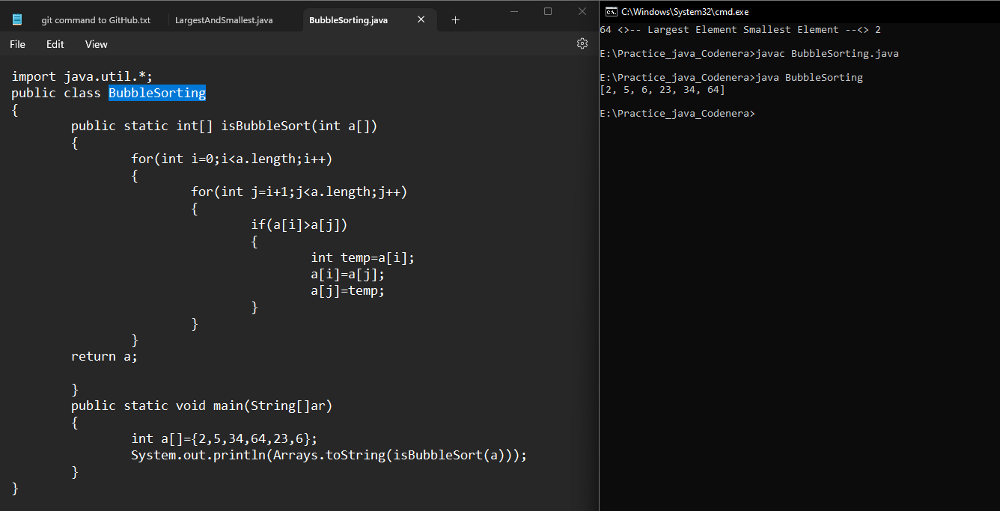 git command to GitHub.txt LargestAndSmallest.java BubbleSorting.java
File Edit View
import java.util.*;
public class BubbleSorting
{
public static int[] isBubbleSort(int a[])
{
for(int i=0;i<a.length;i++)
{
for(int j=i+1;j<a.length;j++)
{
if(a[i]>a[j])
{
int temp=a[i];
a[i]=a[j];
a[j]=temp;
}
}
}
return a;
}
public static void main(String[]ar)
{
int a[]={2,5,34,64,23,6};
System.out.println(Arrays.toString(isBubbleSort(a)));
}
}
C:\Windows\System32\cmd.exe
64 <>-- Largest Element Smallest Element --<> 2
E:\Practice_java_Codenera>javac BubbleSorting.java
E:\Practice_java_Codenera>java BubbleSorting
[2, 5, 6, 23, 34, 64]
E:\Practice_java_Codenera>